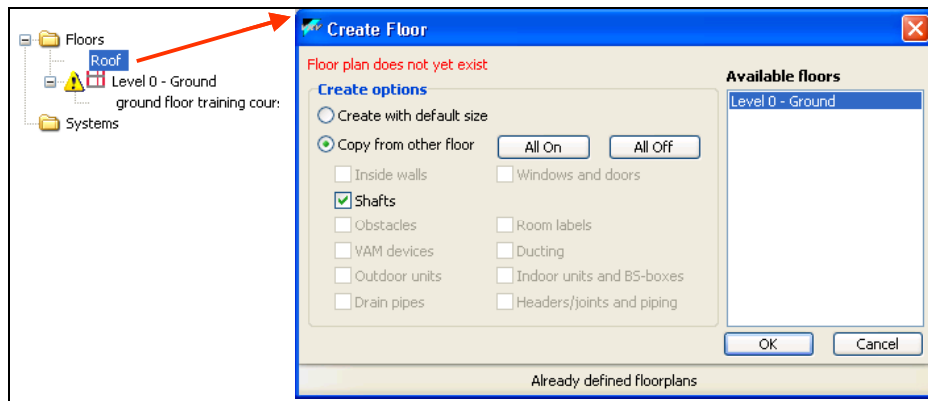 Floors
Roof
Level 0 - Ground
ground floor training cour
Systems
Create Floor
Floor plan does not yet exist
Create options
Create with default size
Copy from other floor All On All Off
Inside walls Windows and doors
Shafts
Obstacles Room labels
VAM devices Ducting
Outdoor units Indoor units and BS-boxes
Drain pipes Headers/joints and piping
Available floors
Level 0 - Ground
OK Cancel
Already defined floorplans